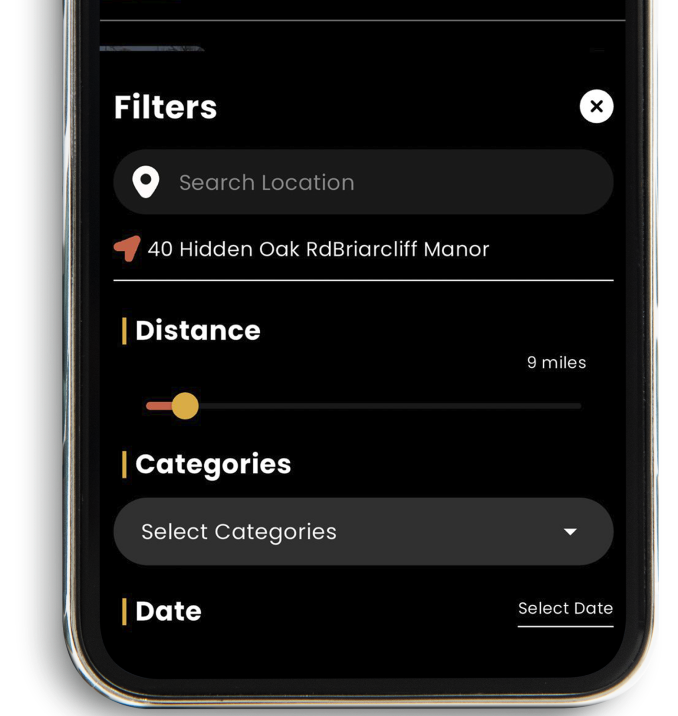 Filters
Search Location
40 Hidden Oak RdBriarcliff Manor
Distance
9 miles
Categories
Select Categories
Date
Select Date